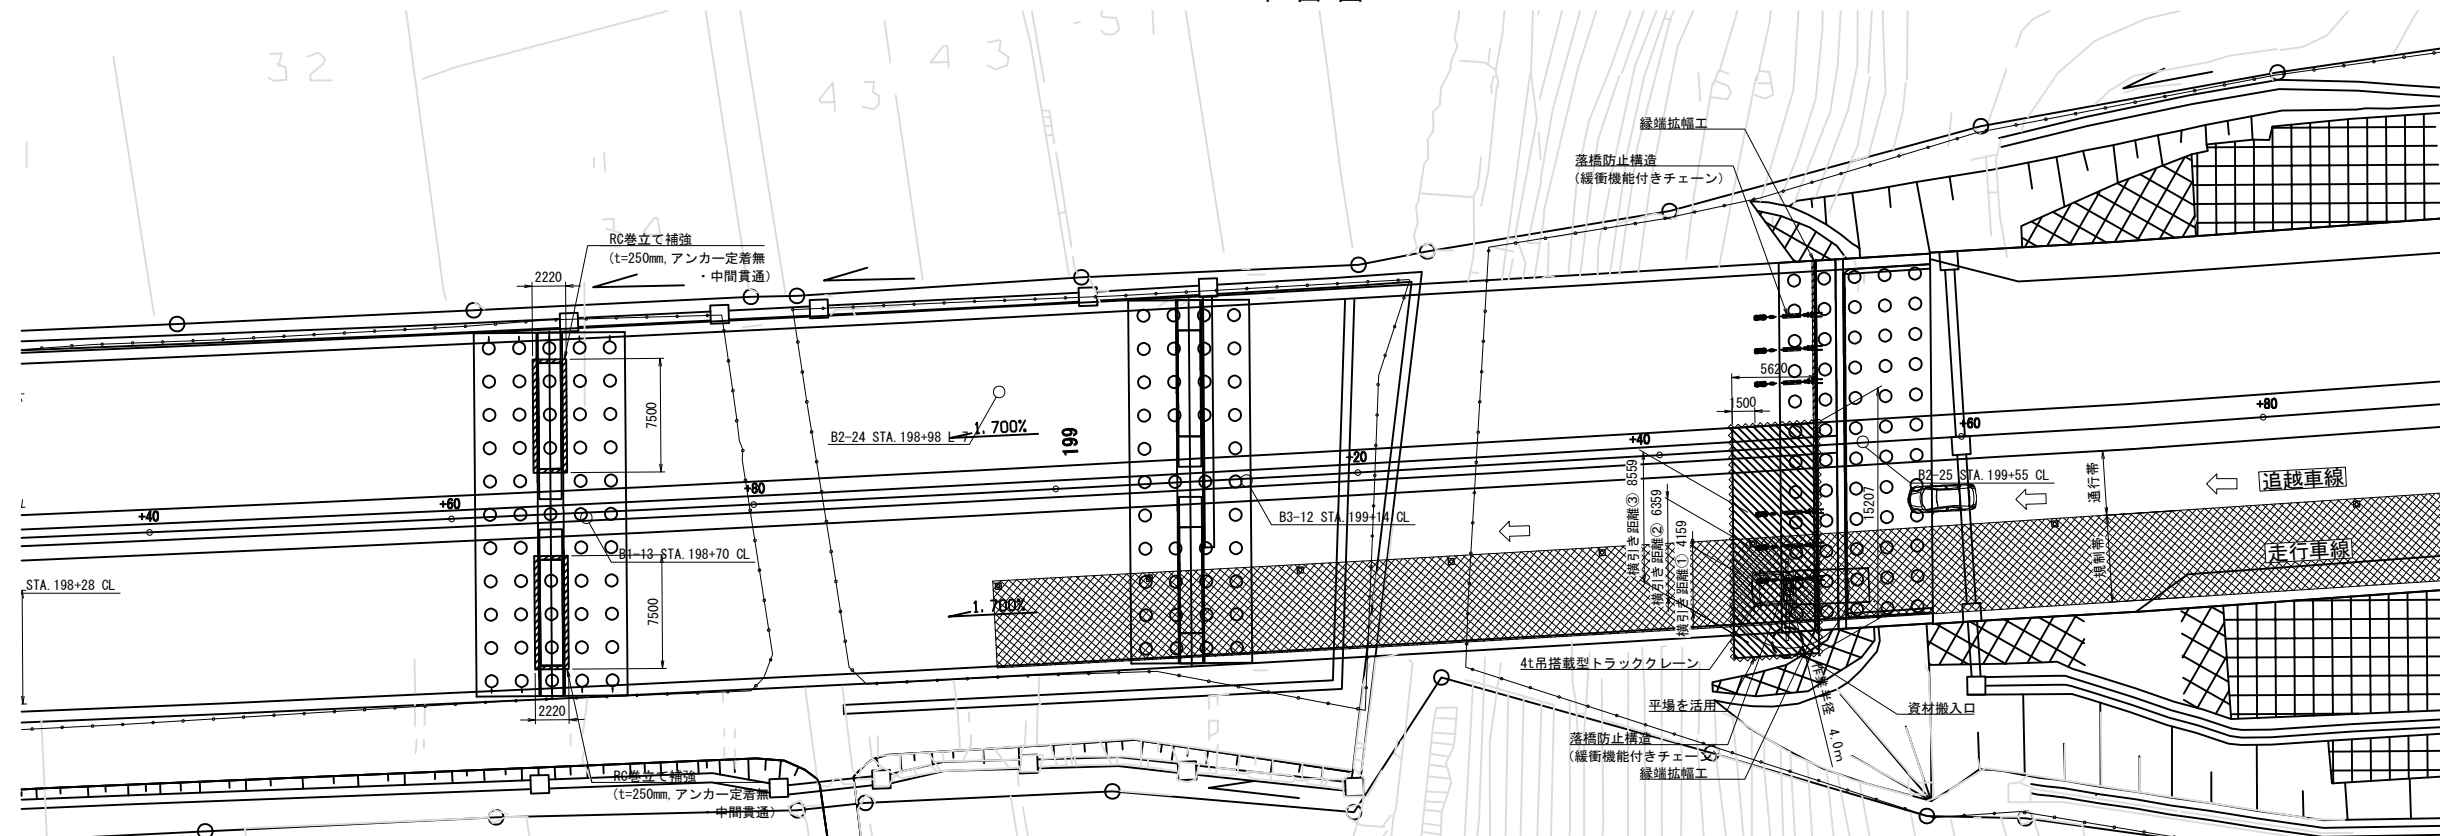 32
43
43
34
縁端拡幅工
落橋防止構造
(緩衝機能付きチェーン)
RC巻立て補強
(t=250mm,アンカー定着無
・中間貫通)
2220
7500
5620
1500
B2-24 STA.198+98
1.700%
199
+20
+40
+60
+80
+40
+60
+80
B2-25 STA.199+55 CL
追越車線
通行帯
15207
横引き距離③ 8559
横引き距離② 6359
横引き距離① 4159
B3-12 STA.199+14 CL
B1-13 STA.198+70 CL
走行車線
規制帯
STA.198+28 CL
1.700%
7500
2220
4t吊搭載型トラッククレーン
平場を活用
資材搬入口
4.0m
落橋防止構造
(緩衝機能付きチェーン)
縁端拡幅工
RC巻立て補強
(t=250mm,アンカー定着無
・中間貫通)